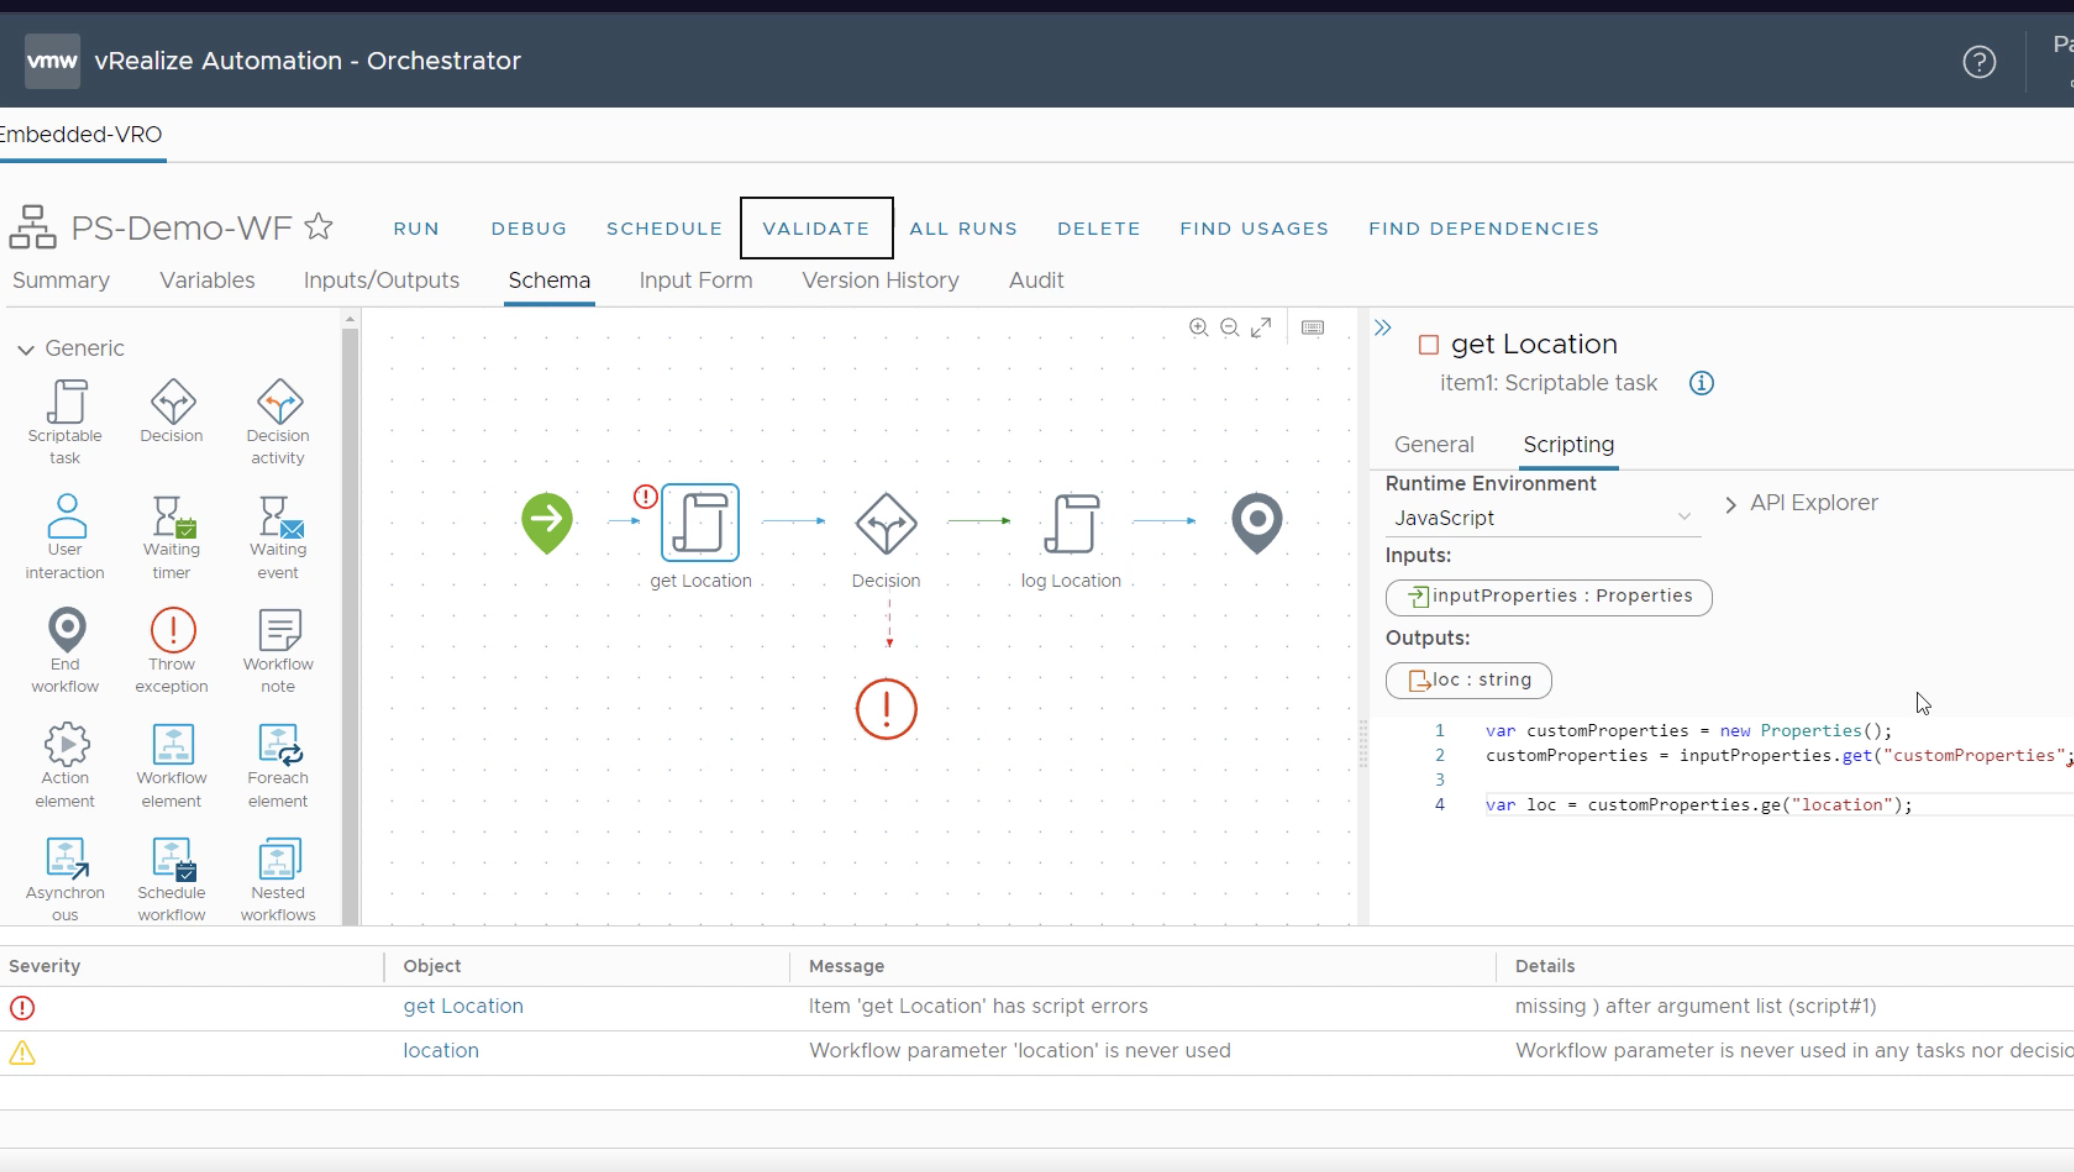 vmw vRealize Automation - Orchestrator
Embedded-VRO
PS-Demo-WF RUN DEBUG SCHEDULE VALIDATE ALL RUNS DELETE FIND USAGES FIND DEPENDENCIES
Summary Variables Inputs/Outputs Schema Input Form Version History Audit
Generic
Scriptable task
Decision
Decision activity
User interaction
Waiting timer
Waiting event
End workflow
Throw exception
Workflow note
Action element
Workflow element
Foreach element
Asynchron ous
Schedule workflow
Nested workflows
get Location
Decision
log Location
get Location
item1: Scriptable task
General Scripting
Runtime Environment
JavaScript
API Explorer
Inputs:
inputProperties : Properties
Outputs:
loc : string
1 var customProperties = new Properties();
2 customProperties = inputProperties.get("customProperties";
3
4 var loc = customProperties.ge("location");
Severity Object Message Details
get Location Item 'get Location' has script errors missing ) after argument list (script#1)
location Workflow parameter 'location' is never used Workflow parameter is never used in any tasks nor decisio